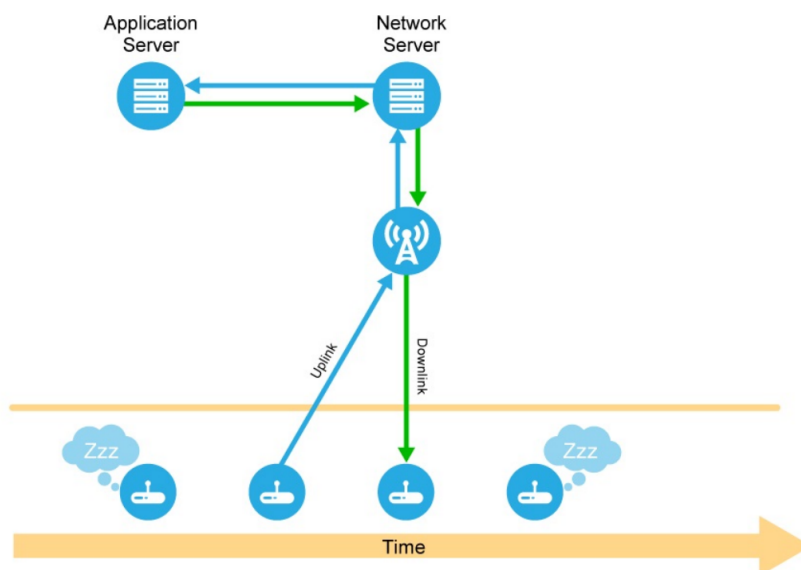 Application
Server
Network
Server
Uplink
Downlink
Zzz
Zzz
Time